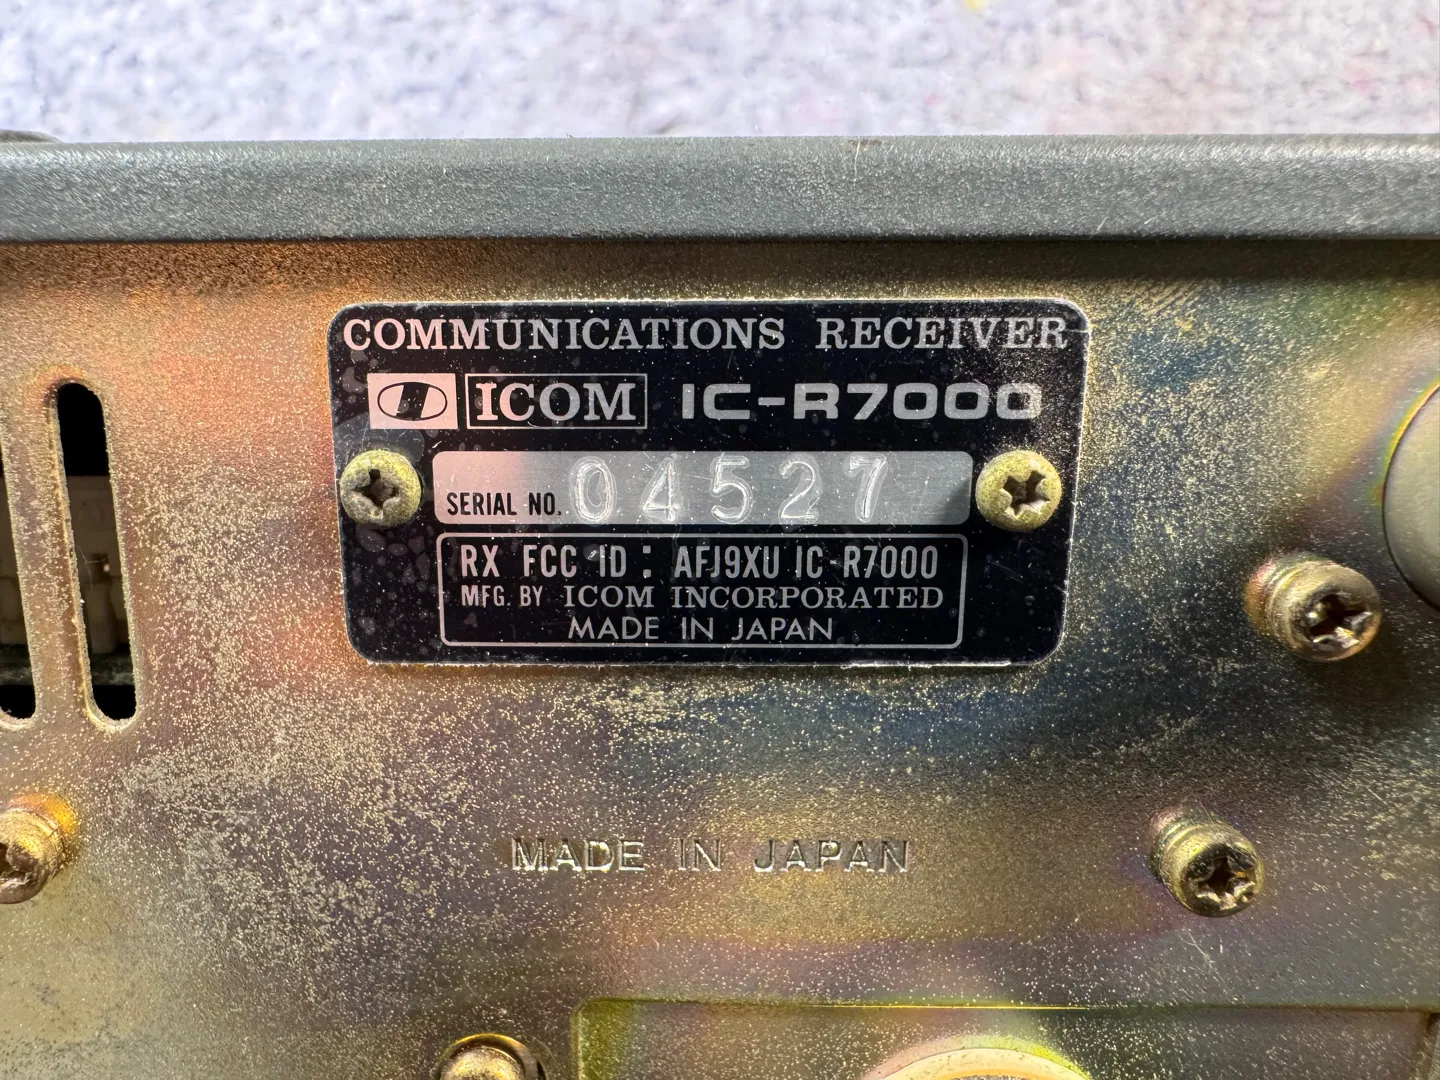 COMMUNICATIONS RECEIVER
ICOM IC-R7000
SERIAL NO. 04527
RX FCC ID : AFJ9XU IC-R7000
MFG. BY ICOM INCORPORATED
MADE IN JAPAN
MADE IN JAPAN